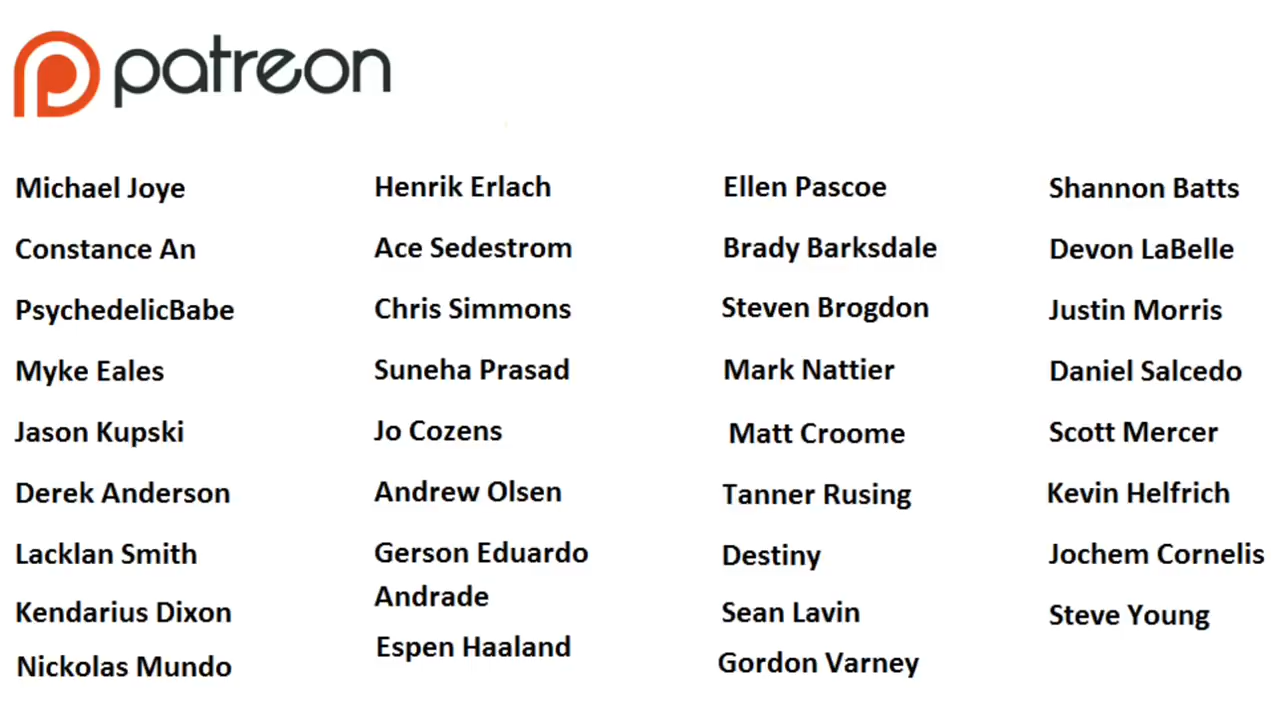 patreon
Michael Joye
Constance An
PsychedelicBabe
Myke Eales
Jason Kupski
Derek Anderson
Lacklan Smith
Kendarius Dixon
Nickolas Mundo
Henrik Erlach
Ace Sedestrom
Chris Simmons
Suneha Prasad
Jo Cozens
Andrew Olsen
Gerson Eduardo
Andrade
Espen Haaland
Ellen Pascoe
Brady Barksdale
Steven Brogdon
Mark Nattier
Matt Croome
Tanner Rusing
Destiny
Sean Lavin
Gordon Varney
Shannon Batts
Devon LaBelle
Justin Morris
Daniel Salcedo
Scott Mercer
Kevin Helfrich
Jochem Cornelis
Steve Young